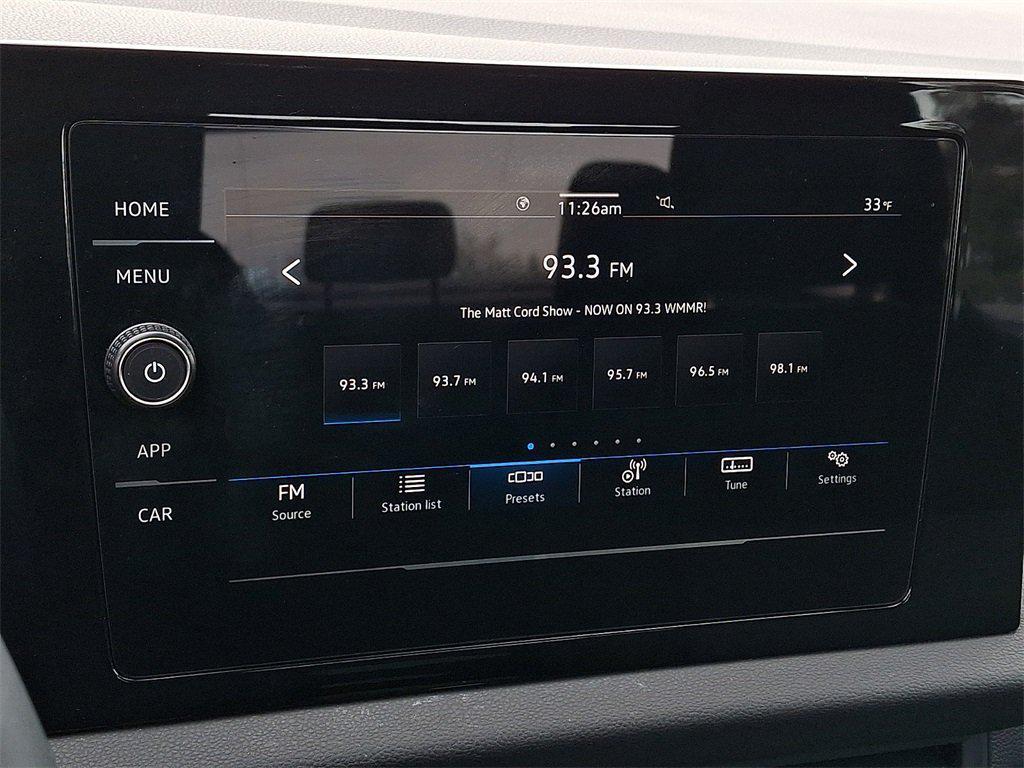 HOME
MENU
APP
CAR
11:26am
33°F
93.3 FM
The Matt Cord Show - NOW ON 93.3 WMMR!
93.3 FM
93.7 FM
94.1 FM
95.7 FM
96.5 FM
98.1 FM
FM
Source
Station list
Presets
Station
Tune
Settings